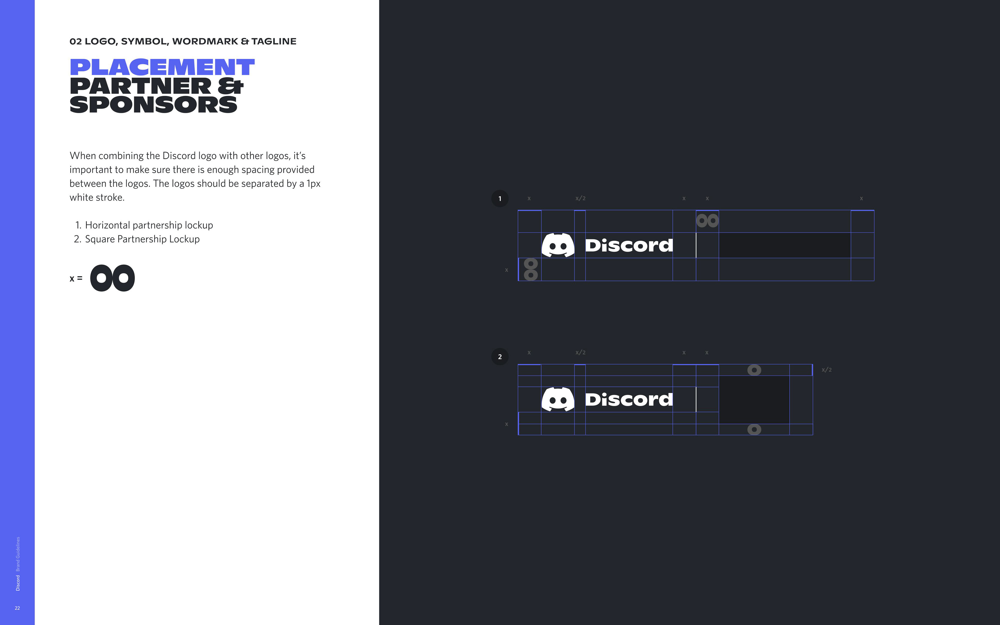 02 LOGO, SYMBOL, WORDMARK & TAGLINE
PLACEMENT
PARTNER &
SPONSORS
When combining the Discord logo with other logos, it’s
important to make sure there is enough spacing provided
between the logos. The logos should be separated by a 1px
white stroke.
1. Horizontal partnership lockup
2. Square Partnership Lockup
x = oo
1
x x/2 x x x
oo
Discord
x
oo
2
x x/2 x x
o
x/2
Discord
x
o
Discord Brand Guidelines
22